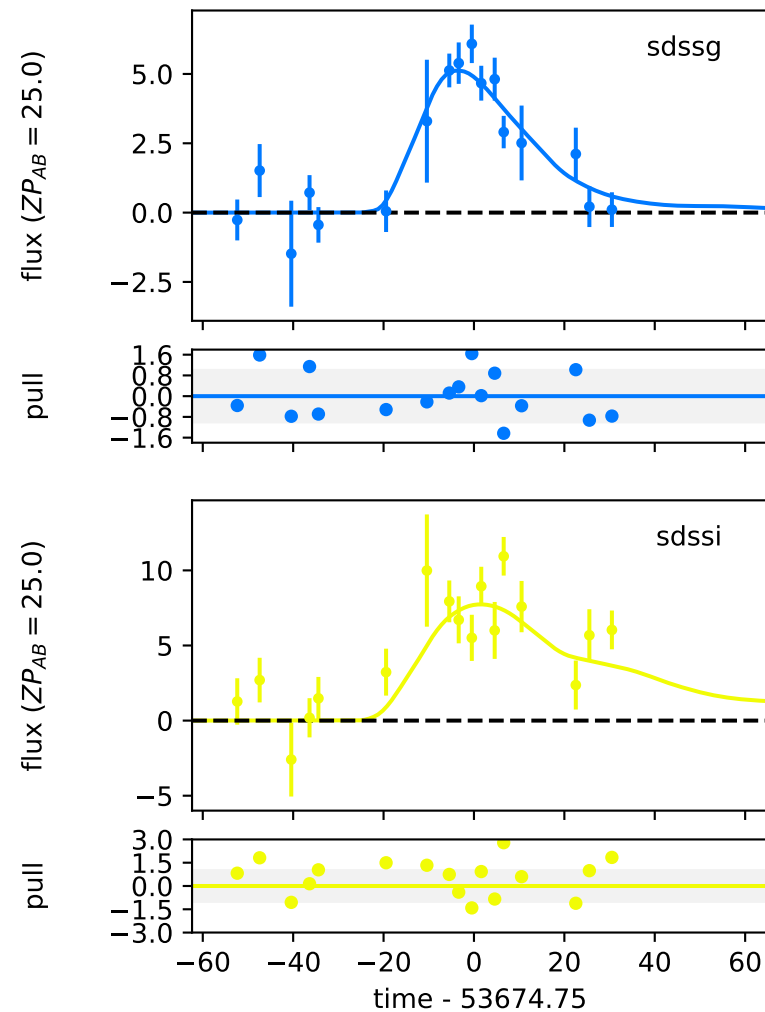 sdssg
flux (ZP_AB = 25.0)
5.0
2.5
0.0
−2.5
pull
1.6
0.8
0.0
−0.8
−1.6
sdssi
flux (ZP_AB = 25.0)
10
5
0
−5
pull
3.0
1.5
0.0
−1.5
−3.0
−60 −40 −20 0 20 40 60
time - 53674.75